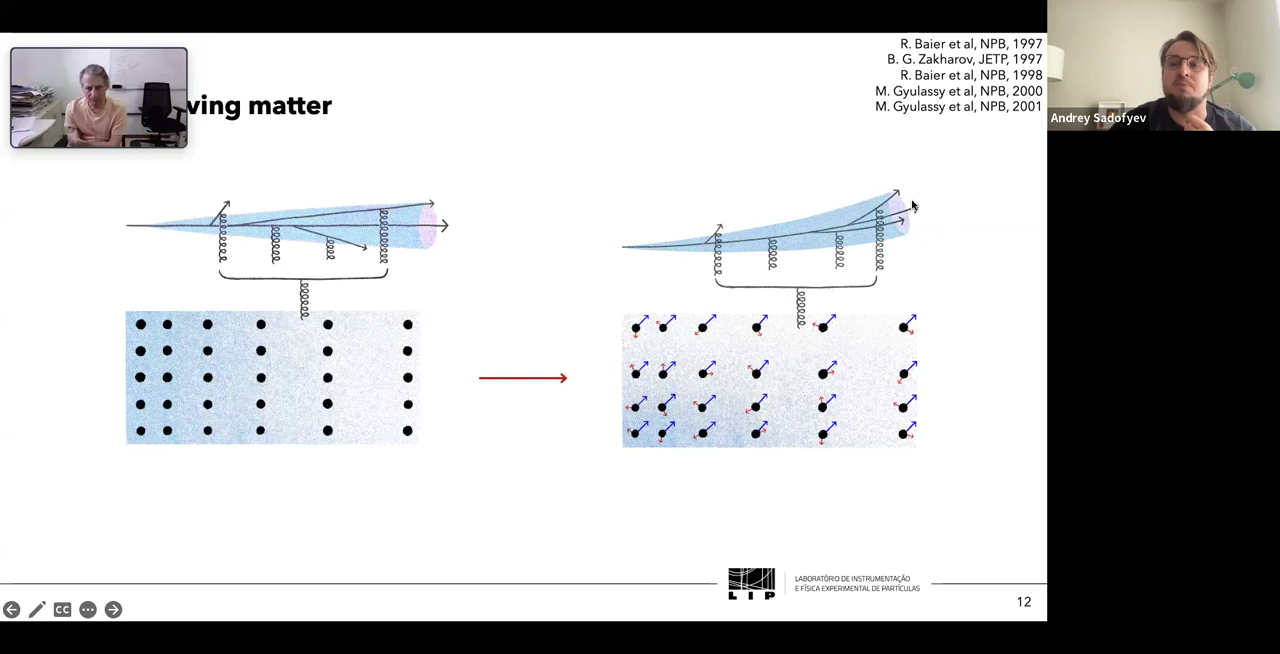 R. Baier et al, NPB, 1997
B. G. Zakharov, JETP, 1997
R. Baier et al, NPB, 1998
M. Gyulassy et al, NPB, 2000
M. Gyulassy et al, NPB, 2001
ving matter
Andrey Sadofyev
LIP
LABORATÓRIO DE INSTRUMENTAÇÃO
E FÍSICA EXPERIMENTAL DE PARTÍCULAS
12
CC